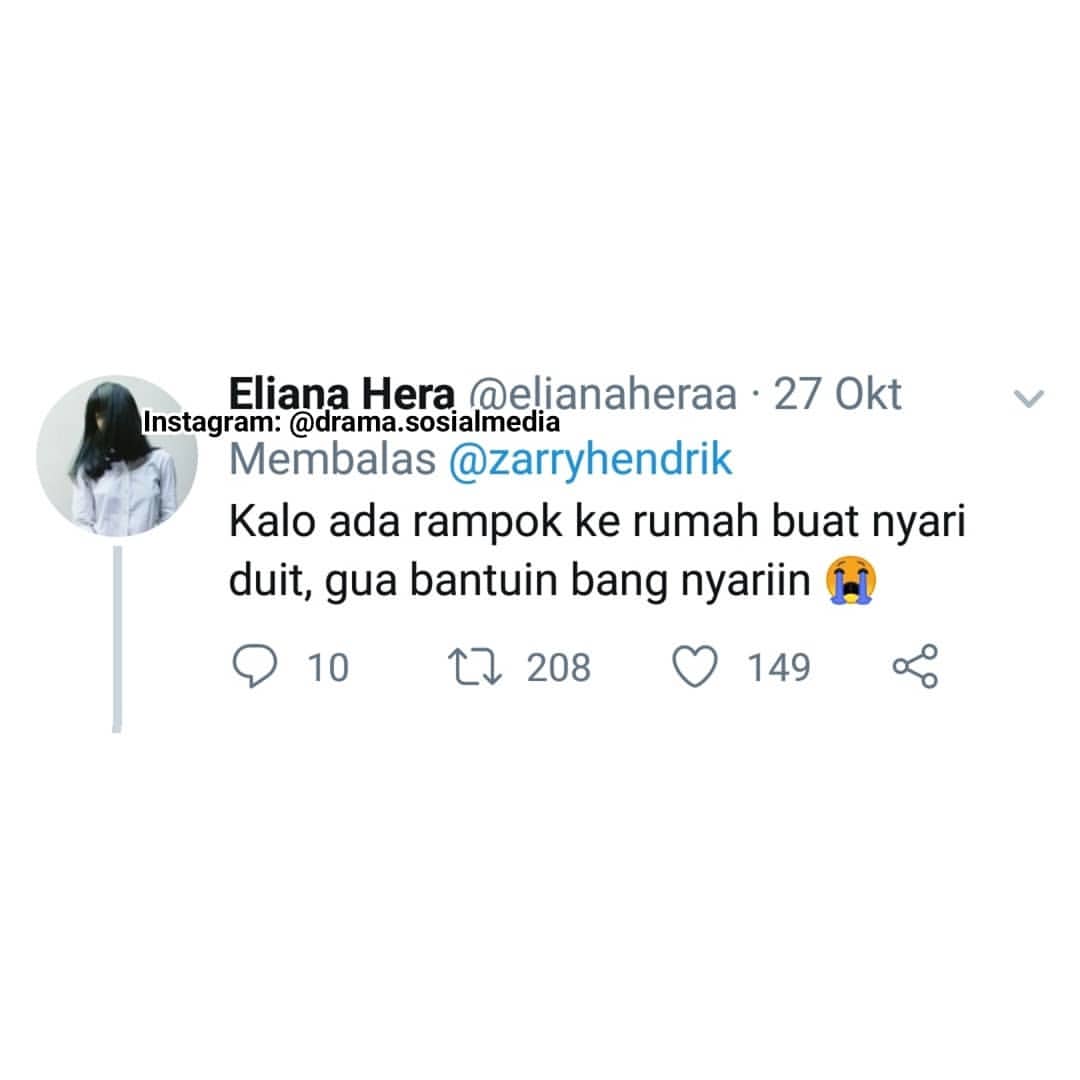 Eliana Hera @elianaheraa · 27 Okt
Instagram: @drama.sosialmedia
Membalas @zarryhendrik
Kalo ada rampok ke rumah buat nyari
duit, gua bantuin bang nyariin 😭
10 208 149